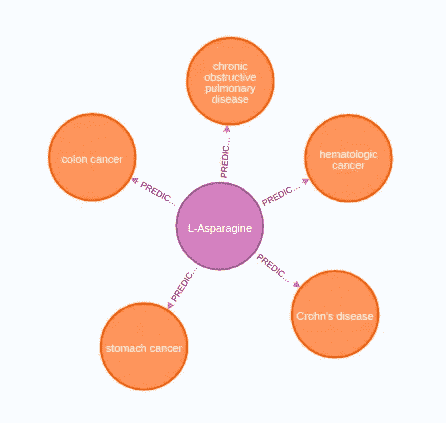 chronic
obstructive
pulmonary
disease
colon cancer
hematologic
cancer
L-Asparagine
Crohn's disease
stomach cancer
PREDIC...
PREDIC...
PREDIC...
PREDIC...
PREDIC...